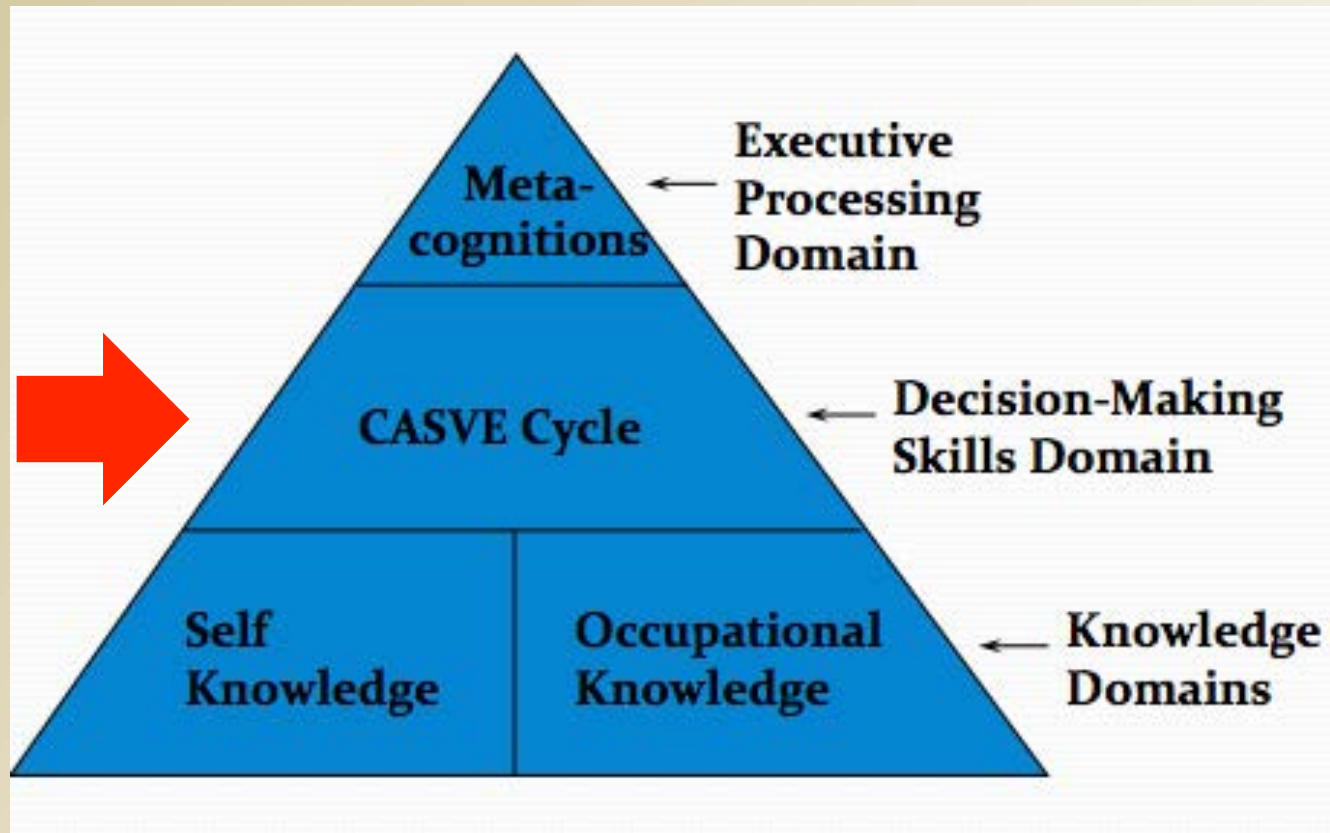 Meta-
cognitions
Executive
Processing
Domain
CASVE Cycle
Decision-Making
Skills Domain
Self
Knowledge
Occupational
Knowledge
Knowledge
Domains